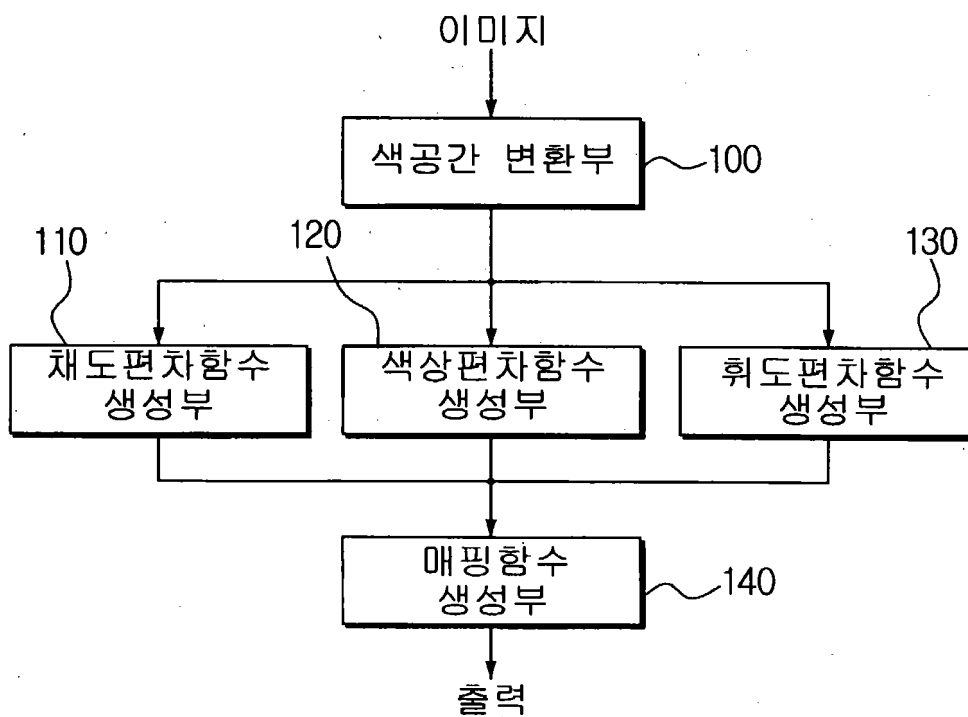 이미지
색공간 변환부
100
110
120
130
채도편차함수
생성부
색상편차함수
생성부
휘도편차함수
생성부
매핑함수
생성부
140
출력